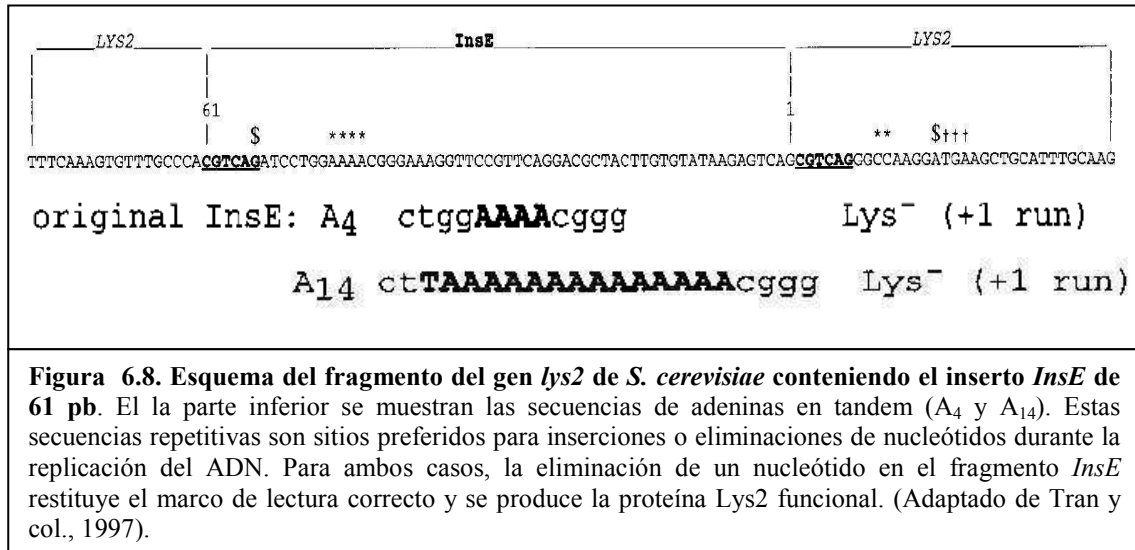 LYS2 InsE LYS2
61 1
$ **** ** $†††
TTTCAAAGTGTTTGCCCACGTCAGATCCTGGAAAACGGGAAAGGTTCCGTTCAGGACGCTACTTGTGTATAAGAGTCAGCGTCAGGGCCAAGGATGAAGCTGCATTTGCAAG
original InsE: A4 ctggAAAAcggg Lys⁻ (+1 run)
A14 ctTAAAAAAAAAAAAAAcggg Lys⁻ (+1 run)
Figura 6.8. Esquema del fragmento del gen lys2 de S. cerevisiae conteniendo el inserto InsE de
61 pb. El la parte inferior se muestran las secuencias de adeninas en tandem (A4 y A14). Estas
secuencias repetitivas son sitios preferidos para inserciones o eliminaciones de nucleótidos durante la
replicación del ADN. Para ambos casos, la eliminación de un nucleótido en el fragmento InsE
restituye el marco de lectura correcto y se produce la proteína Lys2 funcional. (Adaptado de Tran y
col., 1997).